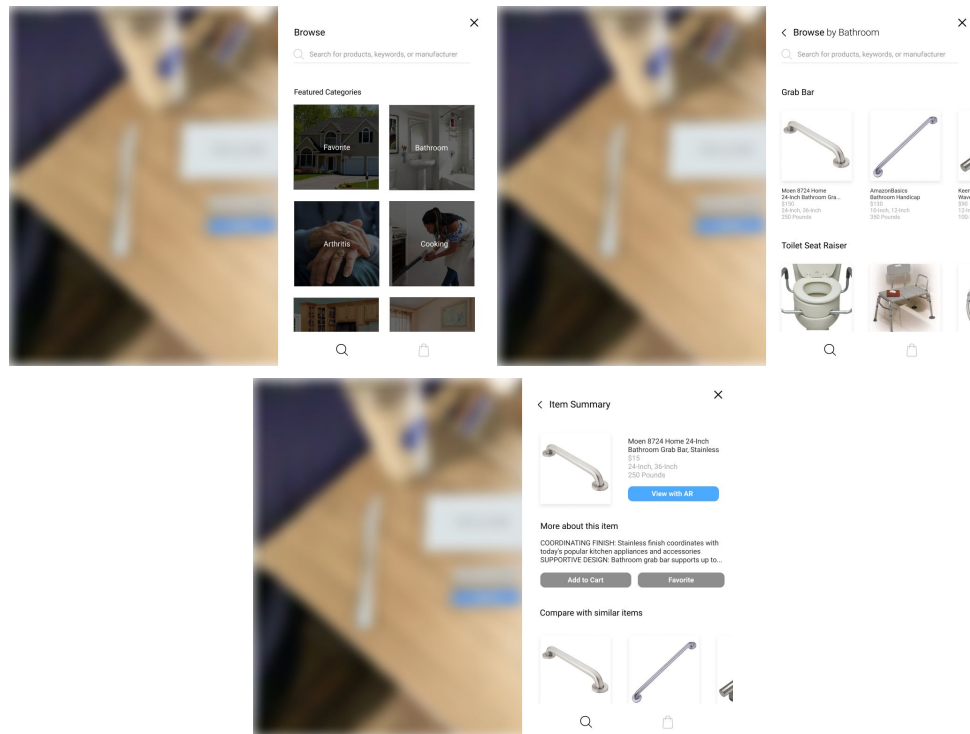 Browse
Search for products, keywords, or manufacturer
Featured Categories
Favorite
Bathroom
Arthritis
Cooking
Browse by Bathroom
Search for products, keywords, or manufacturer
Grab Bar
Moen 8724 Home
24-Inch Bathroom Gra...
$150
24-Inch, 36-Inch
250 Pounds
AmazonBasics
Bathroom Handicap
$150
10-Inch, 12-Inch
350 Pounds
Toilet Seat Raiser
Item Summary
Moen 8724 Home 24-Inch
Bathroom Grab Bar, Stainless
$15
24-Inch, 36-Inch
250 Pounds
View with AR
More about this item
COORDINATING FINISH: Stainless finish coordinates with
today's popular kitchen appliances and accessories
SUPPORTIVE DESIGN: Bathroom grab bar supports up to...
Add to Cart
Favorite
Compare with similar items